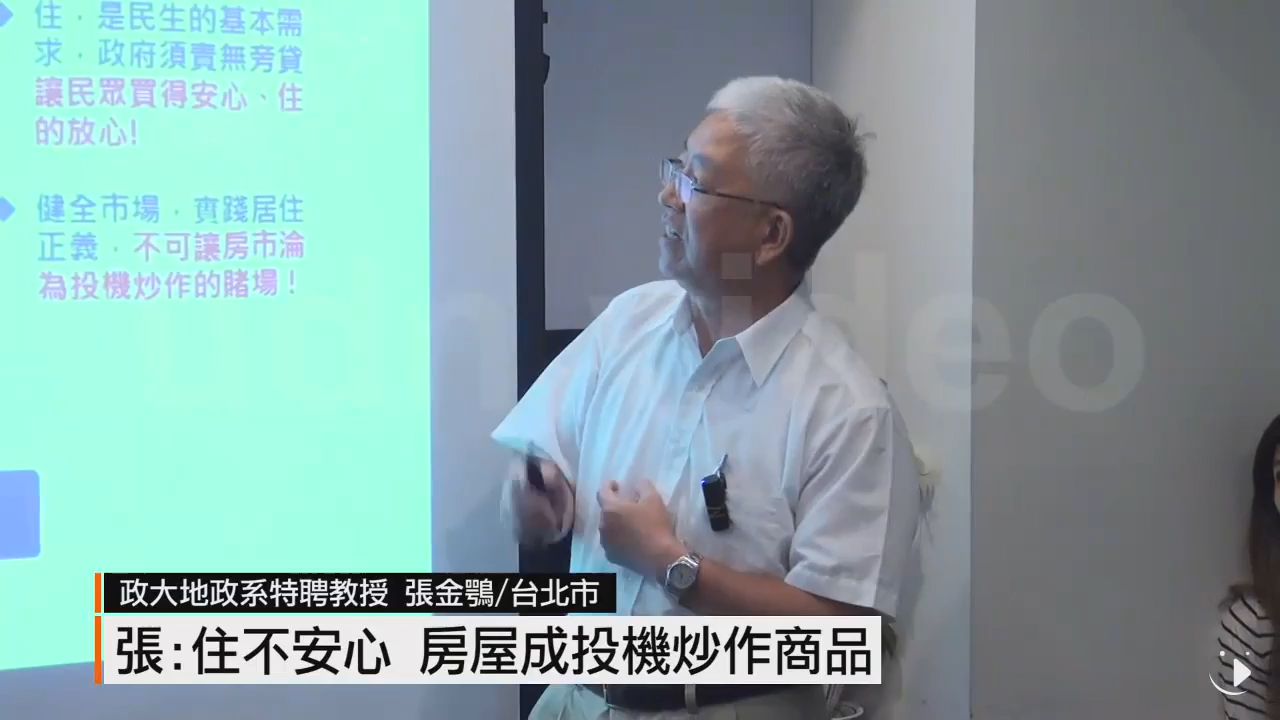 住，是民生的基本需
求，政府須責無旁貸
讓民眾買得安心、住
的放心!
健全市場，實踐居住
正義，不可讓房市淪
為投機炒作的賭場！
udn video
政大地政系特聘教授 張金鶚/台北市
張:住不安心 房屋成投機炒作商品